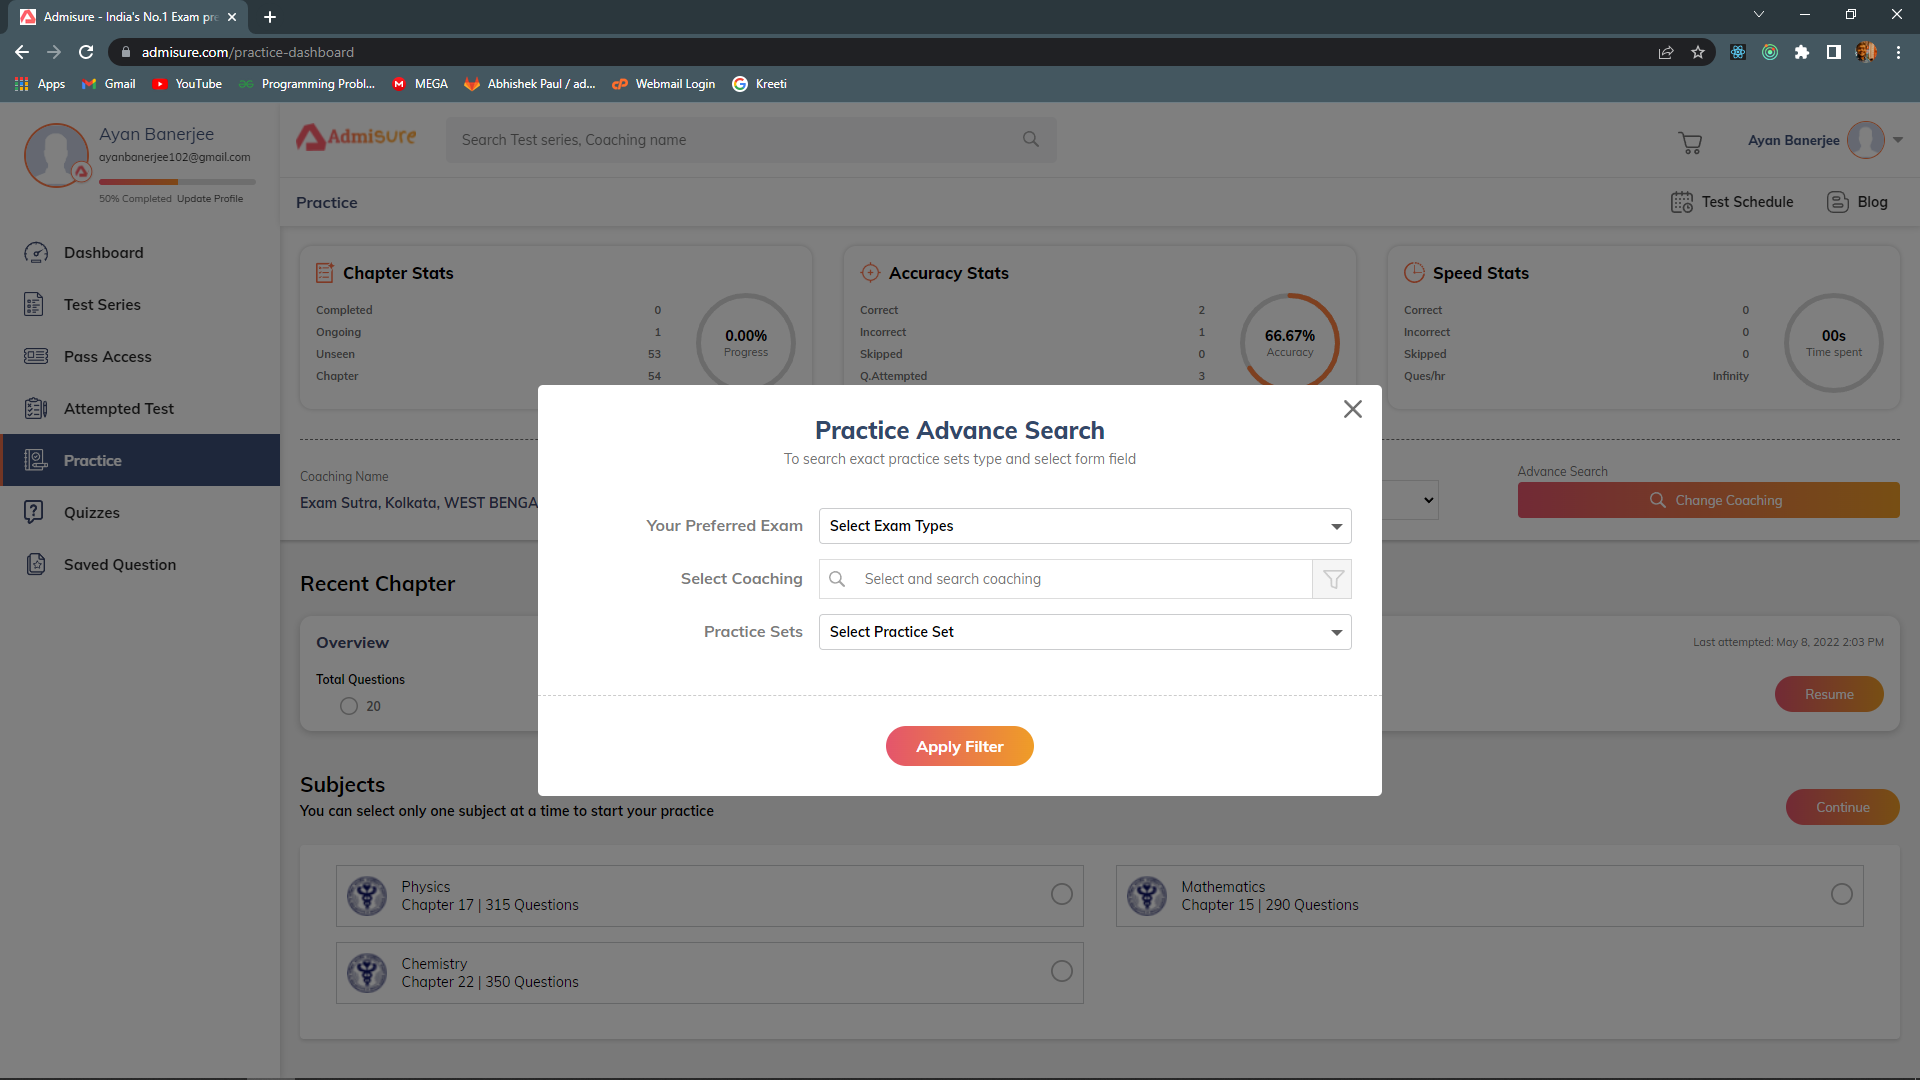 Admisure - India's No.1 Exam pre
admisure.com/practice-dashboard
Apps
Gmail
YouTube
Programming Probl...
MEGA
Abhishek Paul / ad...
Webmail Login
Kreeti
Ayan Banerjee
ayanbanerjee102@gmail.com
50% Completed Update Profile
Dashboard
Test Series
Pass Access
Attempted Test
Practice
Quizzes
Saved Question
Admisure
Search Test series, Coaching name
Ayan Banerjee
Practice
Test Schedule
Blog
Chapter Stats
Completed 0
Ongoing 1
Unseen 53
Chapter 54
0.00%
Progress
Accuracy Stats
Correct 2
Incorrect 1
Skipped 0
Q.Attempted 3
66.67%
Accuracy
Speed Stats
Correct 0
Incorrect 0
Skipped 0
Ques/hr Infinity
00s
Time spent
Coaching Name
Exam Sutra, Kolkata, WEST BENGA
Advance Search
Change Coaching
Practice Advance Search
To search exact practice sets type and select form field
Your Preferred Exam Select Exam Types
Select Coaching Select and search coaching
Practice Sets Select Practice Set
Apply Filter
Recent Chapter
Overview
Total Questions
20
Last attempted: May 8, 2022 2:03 PM
Resume
Subjects
You can select only one subject at a time to start your practice
Continue
Physics
Chapter 17 | 315 Questions
Mathematics
Chapter 15 | 290 Questions
Chemistry
Chapter 22 | 350 Questions